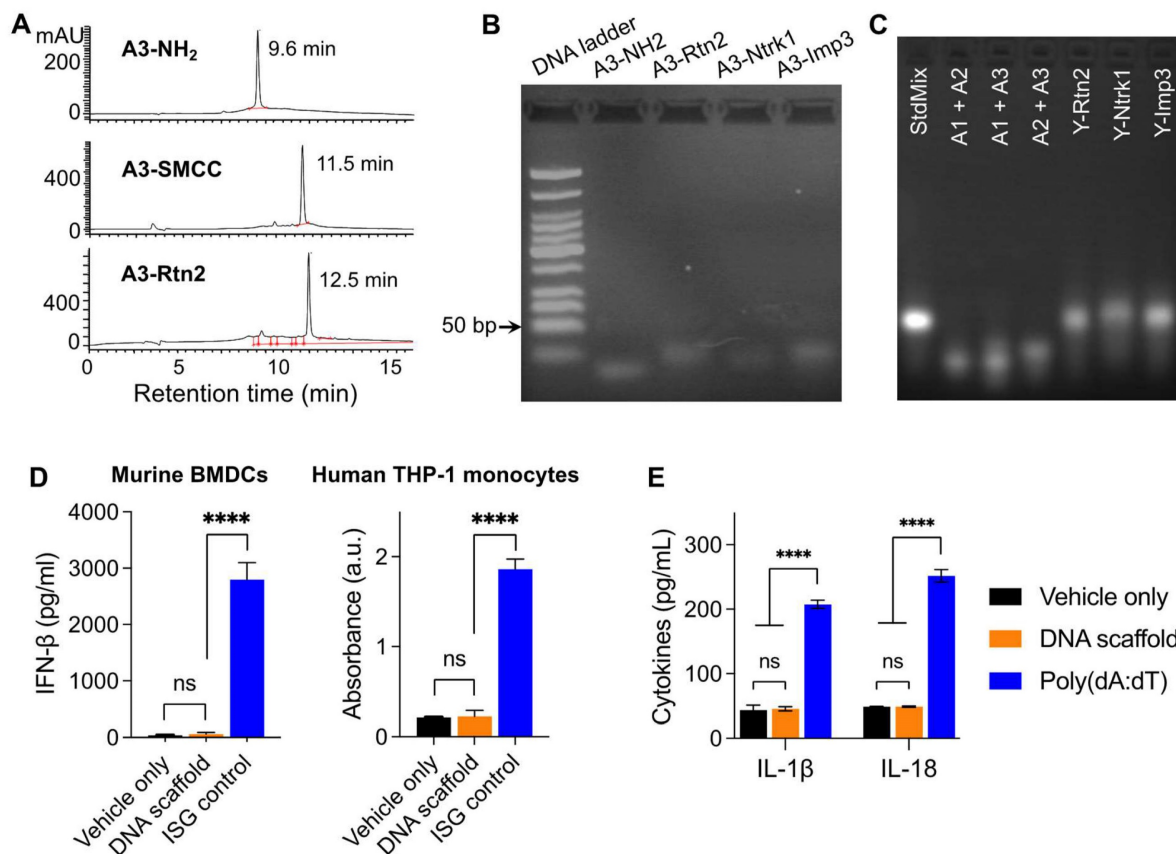 A
mAU
A3-NH2
9.6 min
200
0
A3-SMCC
11.5 min
400
0
A3-Rtn2
12.5 min
400
0
0
5
10
15
Retention time (min)
B
DNA ladder
A3-NH2
A3-Rtn2
A3-Ntrk1
A3-Imp3
50 bp
C
StdMix
A1 + A2
A1 + A3
A2 + A3
Y-Rtn2
Y-Ntrk1
Y-Imp3
D
Murine BMDCs
IFN-β (pg/ml)
4000
3000
2000
1000
0
ns
****
Vehicle only
DNA scaffold
ISG control
Human THP-1 monocytes
Absorbance (a.u.)
2
1
0
ns
****
Vehicle only
DNA scaffold
ISG control
E
Cytokines (pg/mL)
300
200
100
0
ns
****
ns
****
IL-1β
IL-18
Vehicle only
DNA scaffold
Poly(dA:dT)